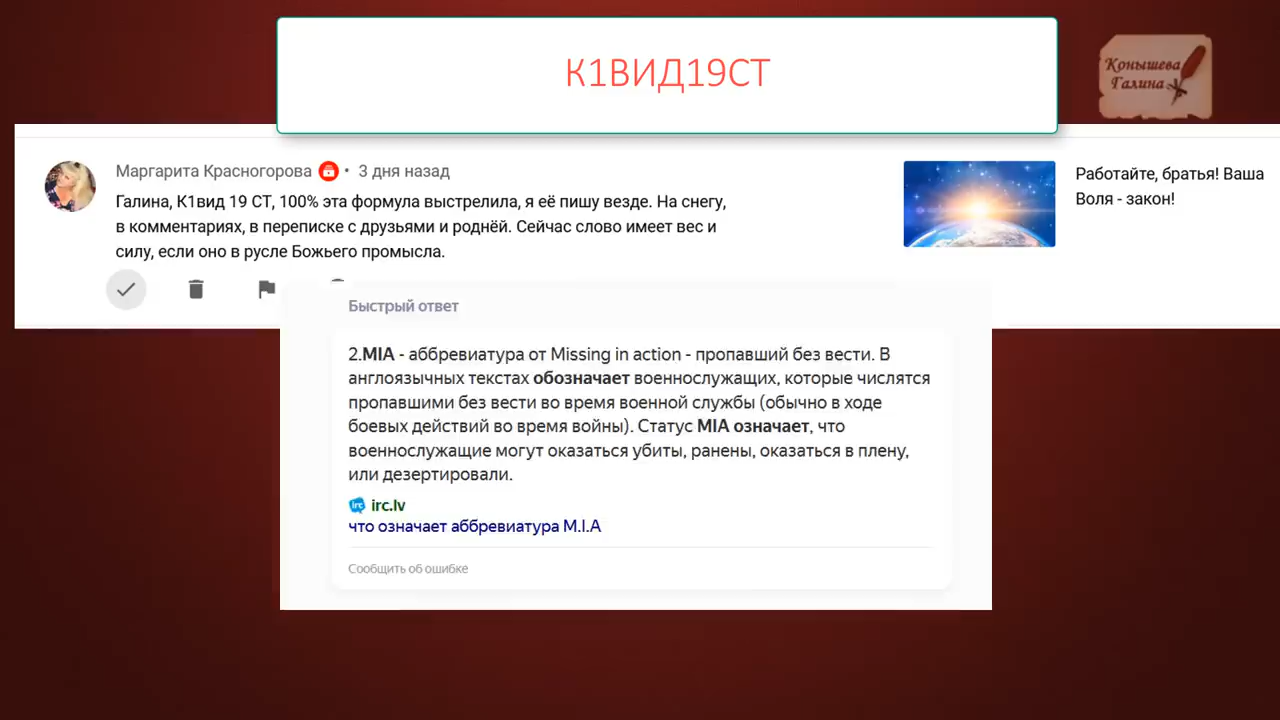 К1ВИД19СТ
Конышева
Галина
Маргарита Красногорова • 3 дня назад
Галина, К1вид 19 СТ, 100% эта формула выстрелила, я её пишу везде. На снегу,
в комментариях, в переписке с друзьями и роднёй. Сейчас слово имеет вес и
силу, если оно в русле Божьего промысла.
Работайте, братья! Ваша
Воля - закон!
Быстрый ответ
2.MIA - аббревиатура от Missing in action - пропавший без вести. В
англоязычных текстах обозначает военнослужащих, которые числятся
пропавшими без вести во время военной службы (обычно в ходе
боевых действий во время войны). Статус MIA означает, что
военнослужащие могут оказаться убиты, ранены, оказаться в плену,
или дезертировали.
irc irc.lv
что означает аббревиатура M.I.A
Сообщить об ошибке